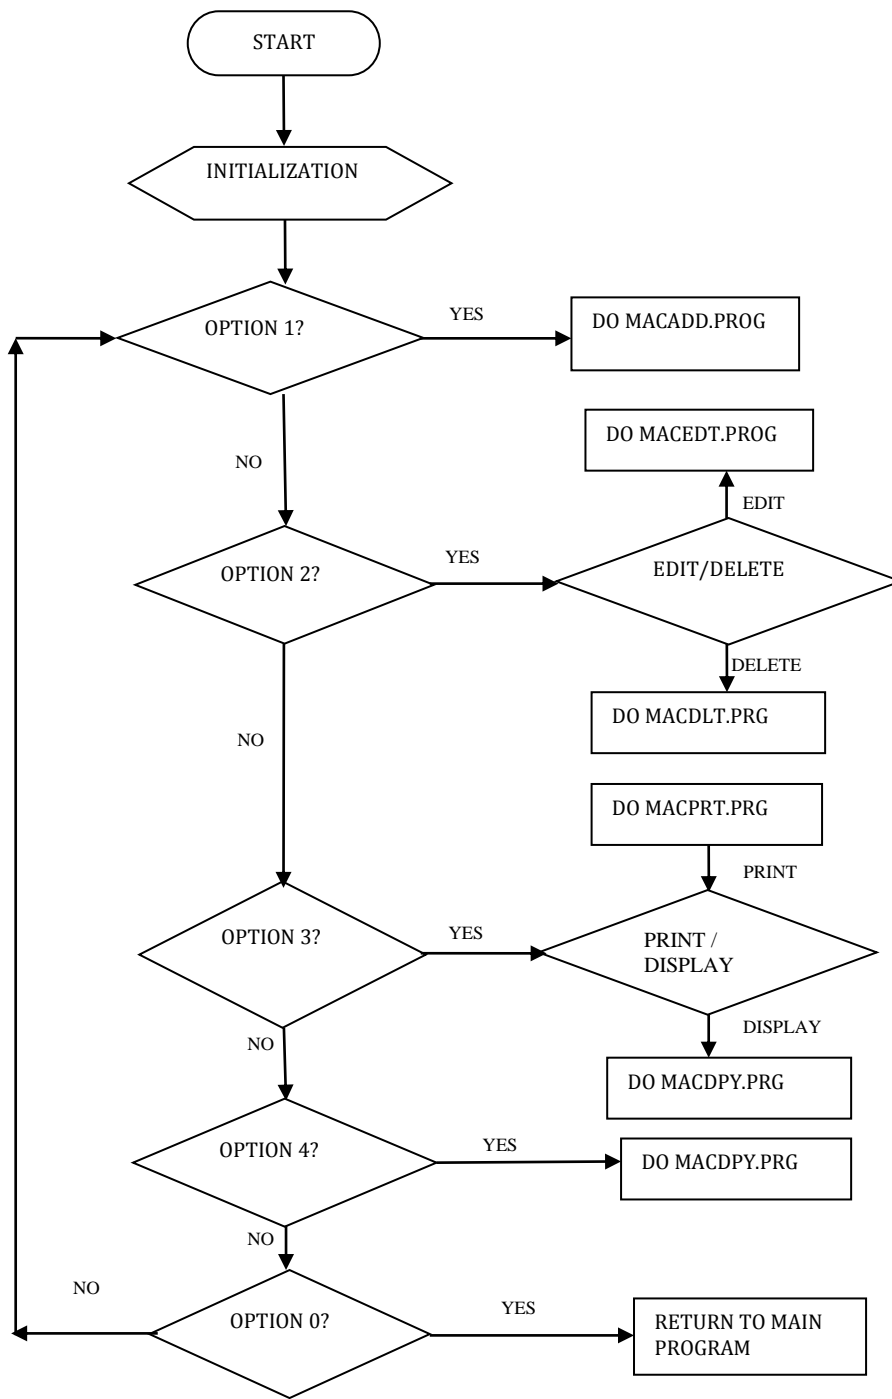 START
INITIALIZATION
OPTION 1?
YES
DO MACADD.PROG
NO
DO MACEDT.PROG
EDIT
OPTION 2?
YES
EDIT/DELETE
DELETE
DO MACDLT.PRG
NO
DO MACPRT.PRG
PRINT
OPTION 3?
YES
PRINT /
DISPLAY
DISPLAY
NO
DO MACDPY.PRG
OPTION 4?
YES
DO MACDPY.PRG
NO
NO
OPTION 0?
YES
RETURN TO MAIN
PROGRAM